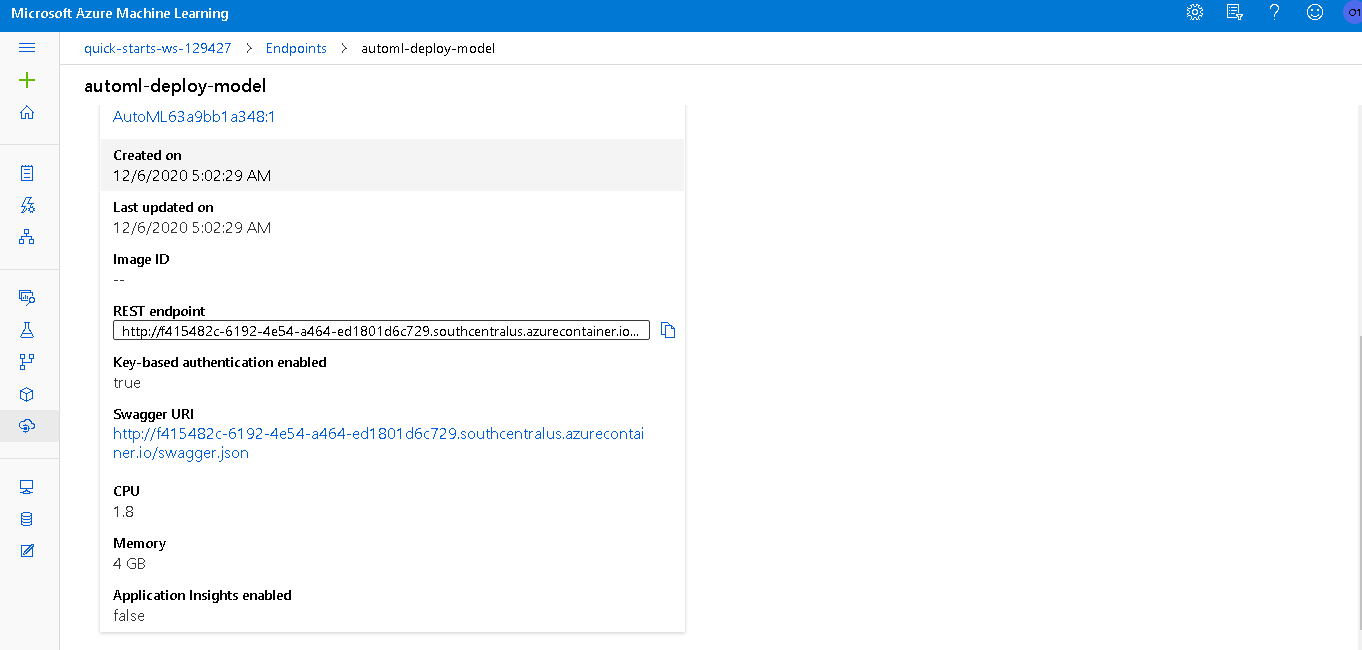 Microsoft Azure Machine Learning
01
quick-starts-ws-129427 > Endpoints > automl-deploy-model
automl-deploy-model
AutoML63a9bb1a348:1
Created on
12/6/2020 5:02:29 AM
Last updated on
12/6/2020 5:02:29 AM
Image ID
--
REST endpoint
http://f415482c-6192-4e54-a464-ed1801d6c729.southcentralus.azurecontainer.io...
Key-based authentication enabled
true
Swagger URI
http://f415482c-6192-4e54-a464-ed1801d6c729.southcentralus.azurecontai
ner.io/swagger.json
CPU
1.8
Memory
4 GB
Application Insights enabled
false